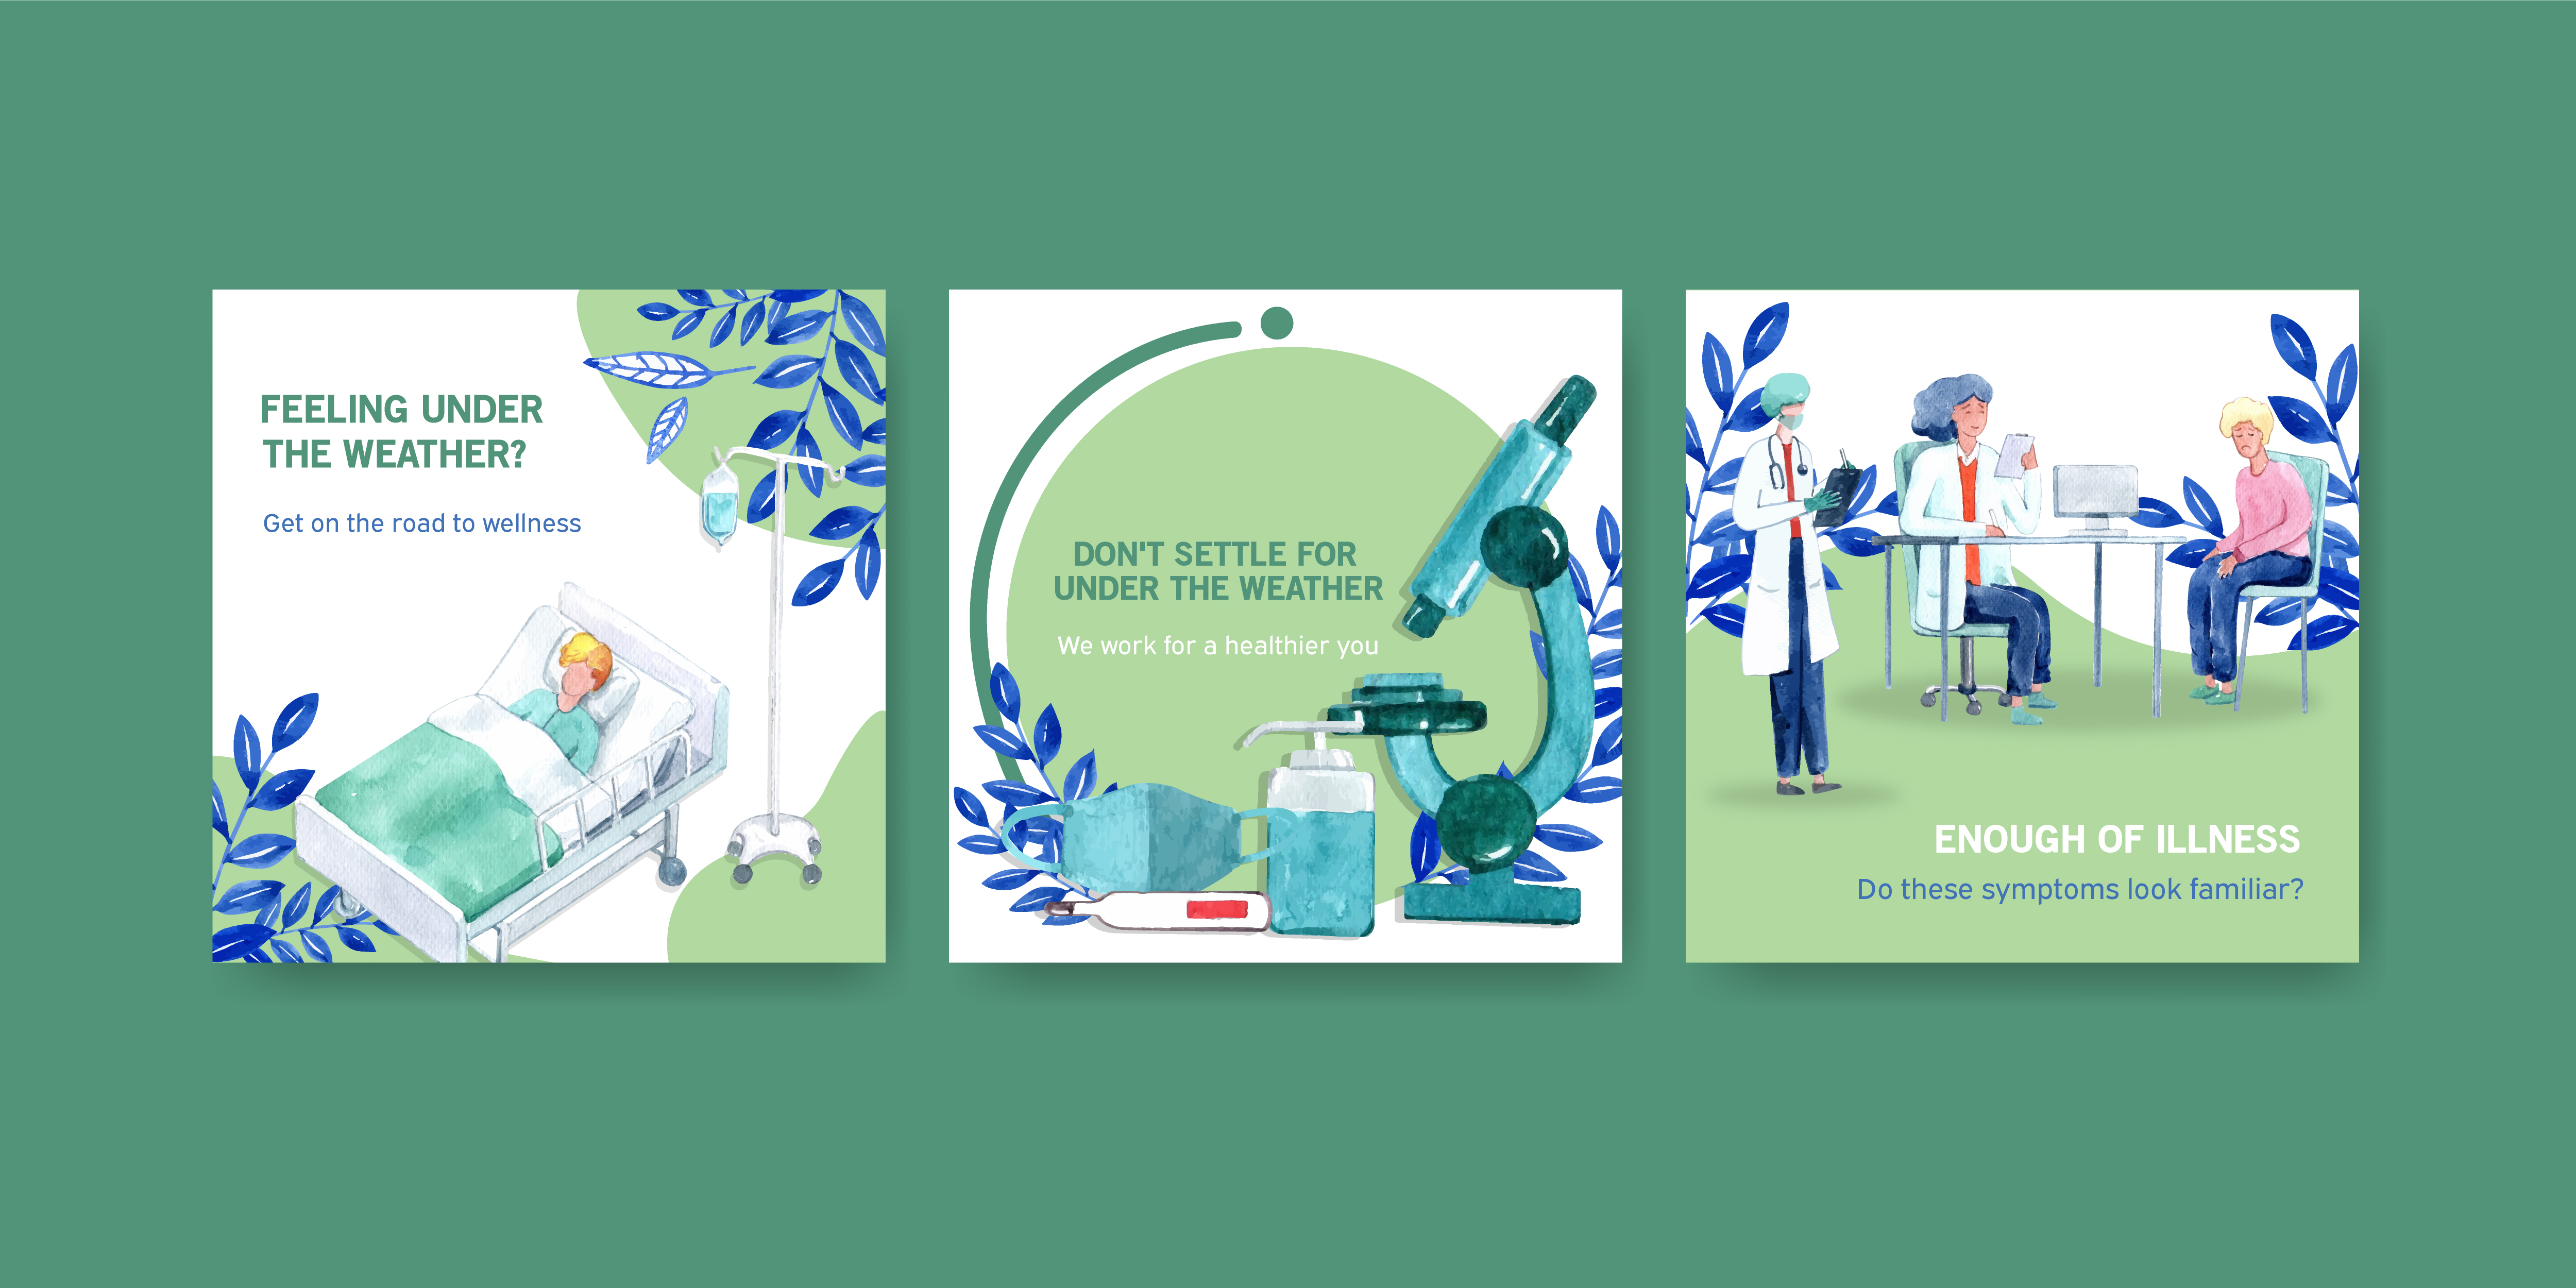 FEELING UNDER
THE WEATHER?
Get on the road to wellness
DON'T SETTLE FOR
UNDER THE WEATHER
We work for a healthier you
ENOUGH OF ILLNESS
Do these symptoms look familiar?